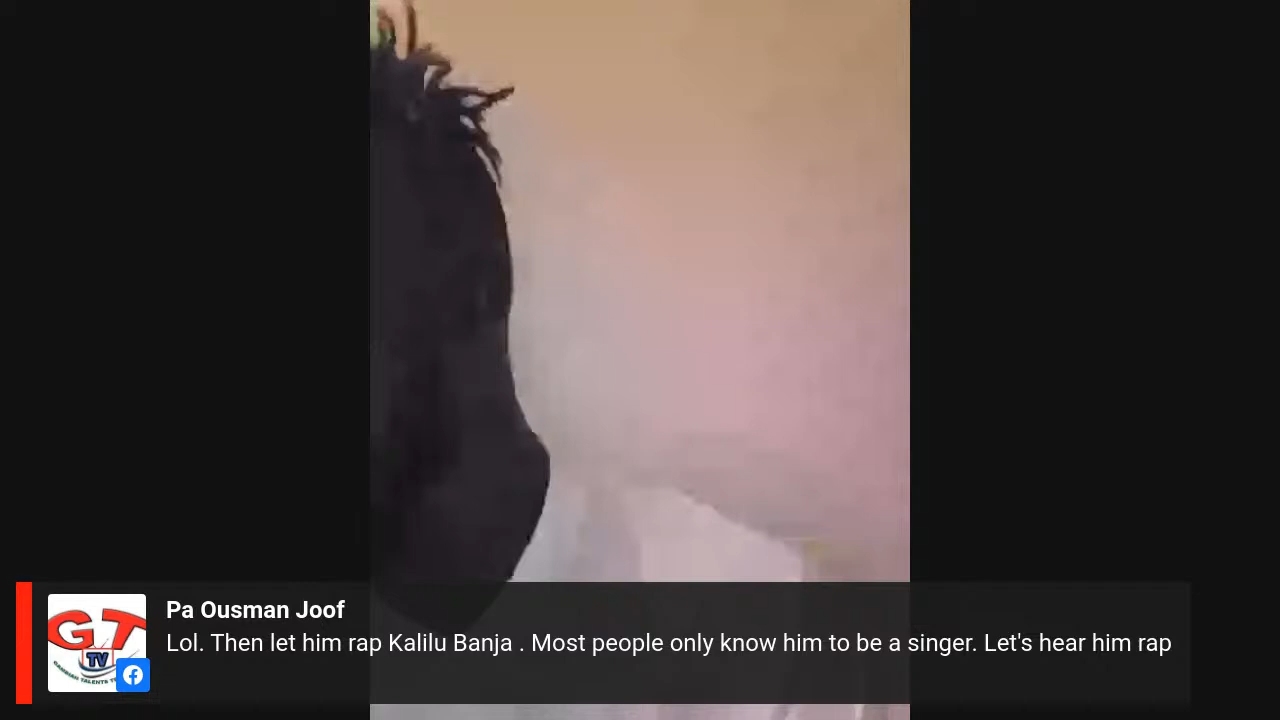 Pa Ousman Joof
Lol. Then let him rap Kalilu Banja . Most people only know him to be a singer. Let's hear him rap
GT
TV